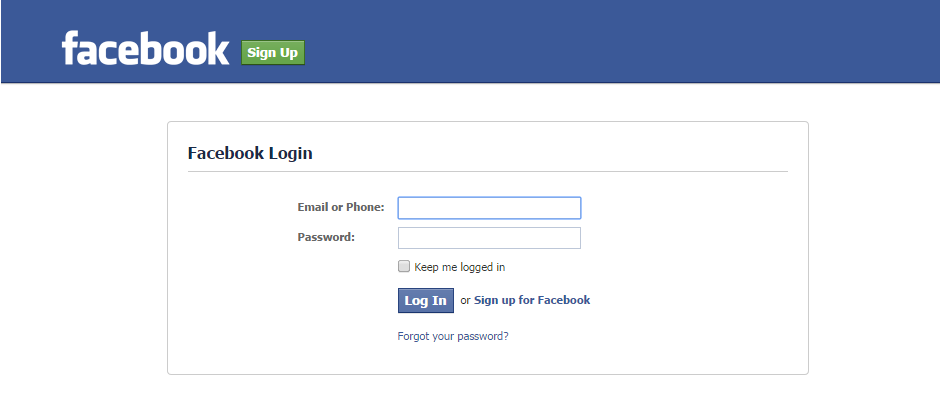 facebook Sign Up
Facebook Login
Email or Phone:
Password:
Keep me logged in
Log In or Sign up for Facebook
Forgot your password?